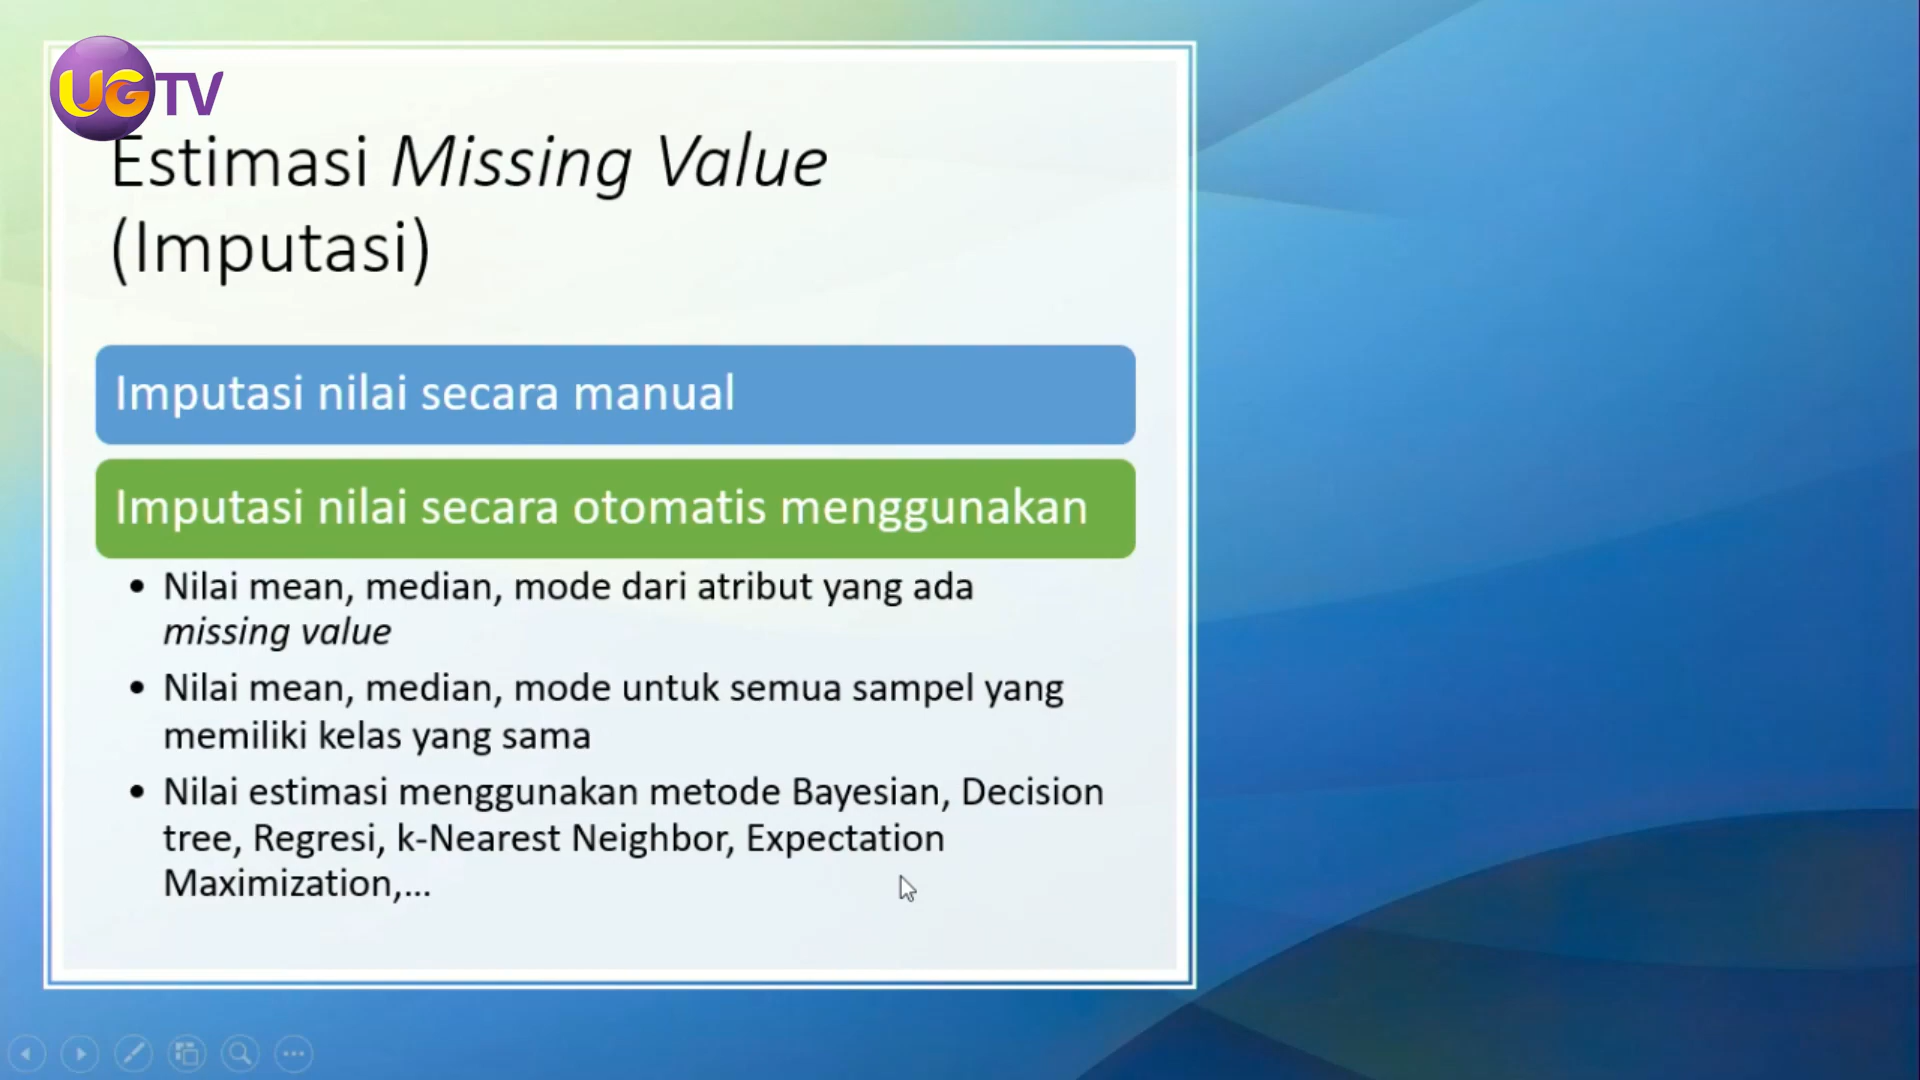 UGTV
Estimasi Missing Value
(Imputasi)
Imputasi nilai secara manual
Imputasi nilai secara otomatis menggunakan
• Nilai mean, median, mode dari atribut yang ada
missing value
• Nilai mean, median, mode untuk semua sampel yang
memiliki kelas yang sama
• Nilai estimasi menggunakan metode Bayesian, Decision
tree, Regresi, k-Nearest Neighbor, Expectation
Maximization,...